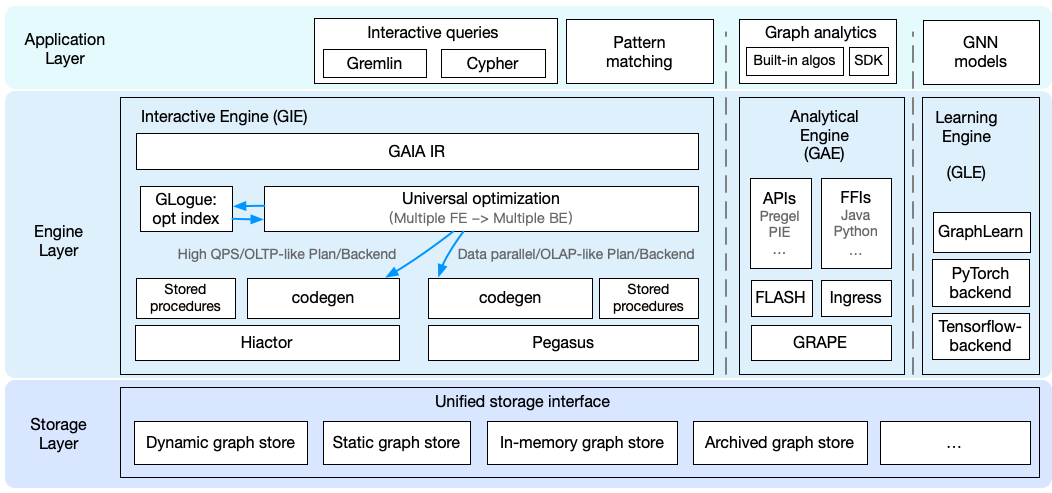 Application
Layer
Interactive queries
Gremlin
Cypher
Pattern
matching
Graph analytics
Built-in algos
SDK
GNN
models
Engine
Layer
Interactive Engine (GIE)
GAIA IR
GLogue:
opt index
Universal optimization
(Multiple FE –> Multiple BE)
High QPS/OLTP-like Plan/Backend
Data parallel/OLAP-like Plan/Backend
Stored
procedures
codegen
codegen
Stored
procedures
Hiactor
Pegasus
Analytical
Engine
(GAE)
APIs
Pregel
PIE
...
FFIs
Java
Python
...
FLASH
Ingress
GRAPE
Learning
Engine
(GLE)
GraphLearn
PyTorch
backend
Tensorflow-
backend
Storage
Layer
Unified storage interface
Dynamic graph store
Static graph store
In-memory graph store
Archived graph store
...